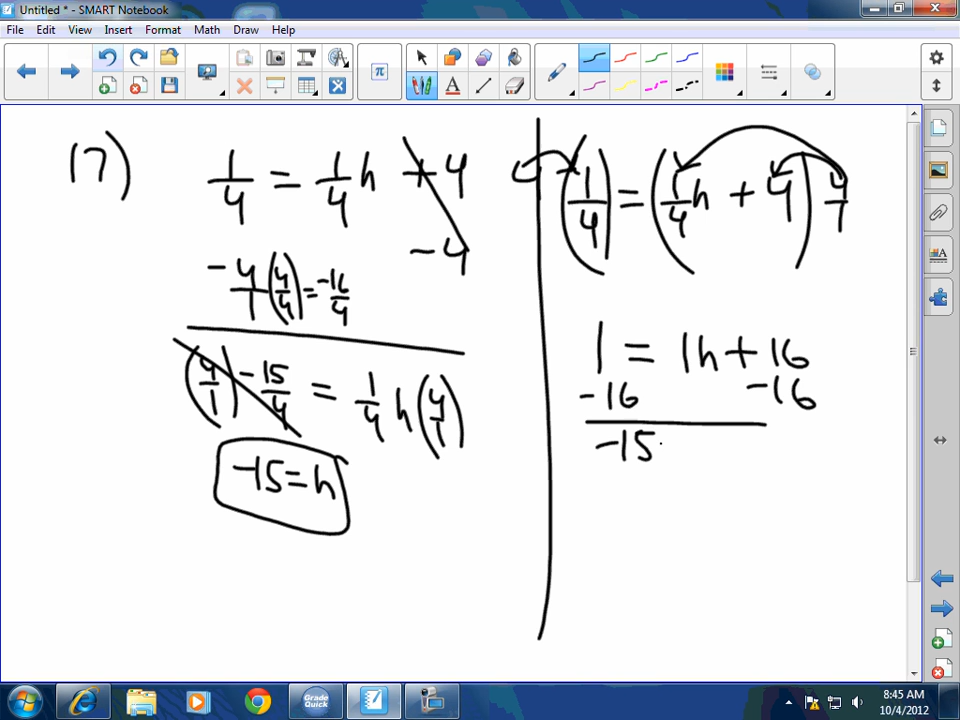 Untitled * - SMART Notebook
File Edit View Insert Format Math Draw Help
π A
17)
1/4 = 1/4 h + 4
- 4
- 4/1 (4/4) = -16/4
(4/1) - 15/4 = 1/4 h (4/1)
-15 = h
4 (1/4) = (1/4 h + 4) 4/1
1 = 1h + 16
-16 -16
-15
Grade Quick
8:45 AM
10/4/2012